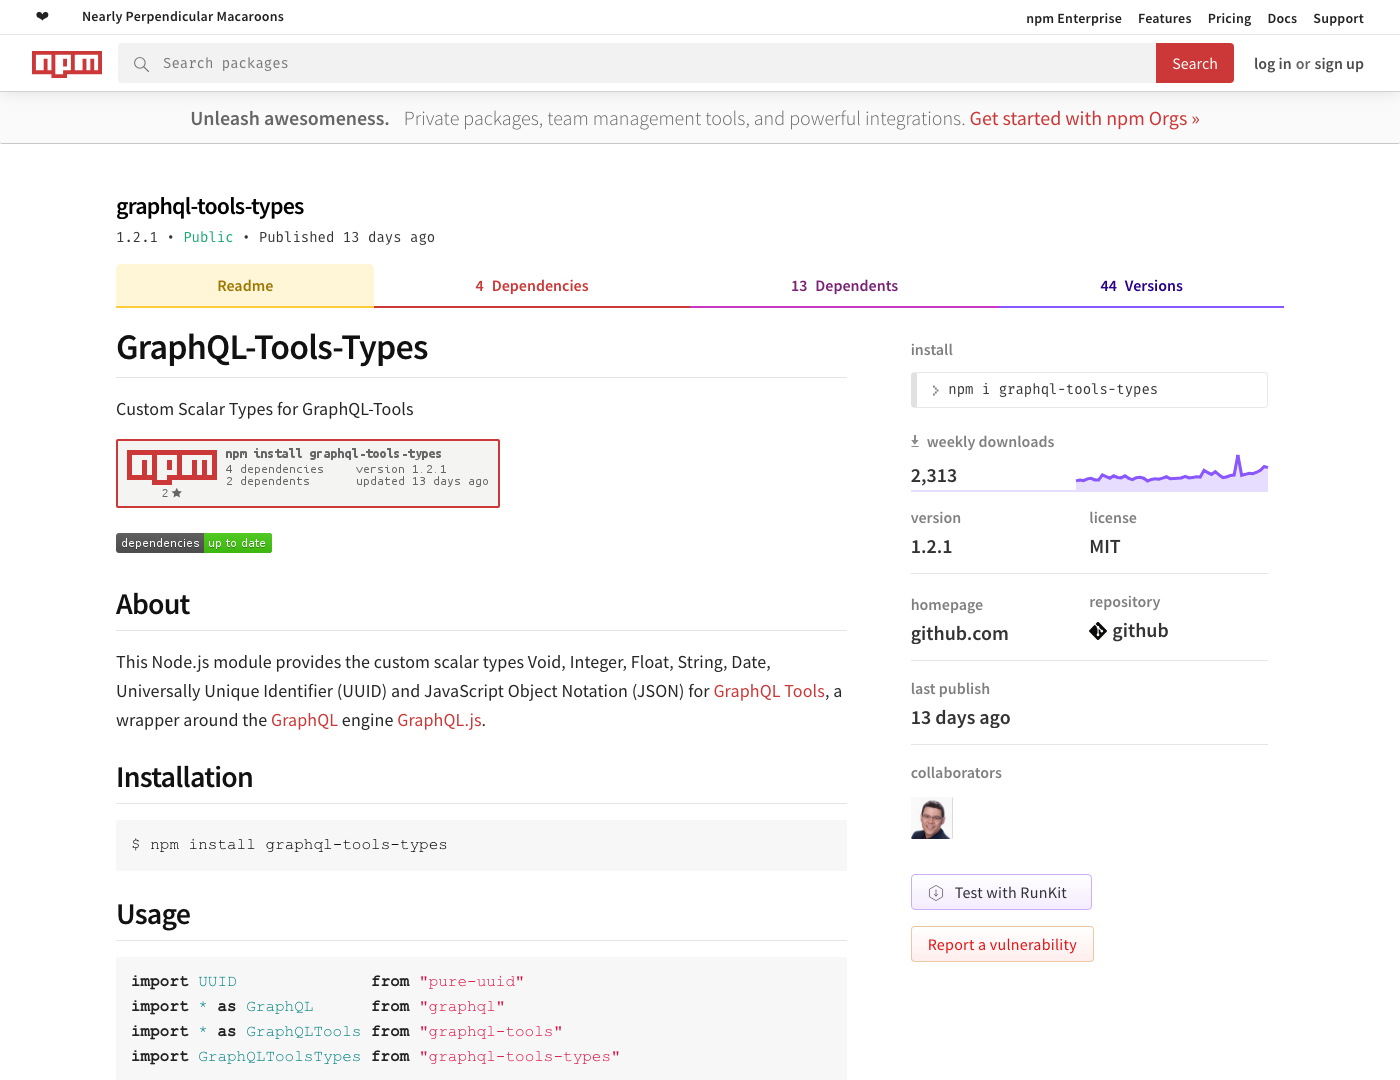 ❤ Nearly Perpendicular Macaroons
npm Enterprise Features Pricing Docs Support
npm Search packages Search log in or sign up
Unleash awesomeness. Private packages, team management tools, and powerful integrations. Get started with npm Orgs »
graphql-tools-types
1.2.1 • Public • Published 13 days ago
Readme 4 Dependencies 13 Dependents 44 Versions
GraphQL-Tools-Types
Custom Scalar Types for GraphQL-Tools
npm npm install graphql-tools-types
4 dependencies version 1.2.1
2 dependents updated 13 days ago
2 ★
dependencies up to date
About
This Node.js module provides the custom scalar types Void, Integer, Float, String, Date,
Universally Unique Identifier (UUID) and JavaScript Object Notation (JSON) for GraphQL Tools, a
wrapper around the GraphQL engine GraphQL.js.
Installation
$ npm install graphql-tools-types
Usage
import UUID from "pure-uuid"
import * as GraphQL from "graphql"
import * as GraphQLTools from "graphql-tools"
import GraphQLToolsTypes from "graphql-tools-types"
install
npm i graphql-tools-types
weekly downloads
2,313
version license
1.2.1 MIT
homepage repository
github.com github
last publish
13 days ago
collaborators
Test with RunKit
Report a vulnerability